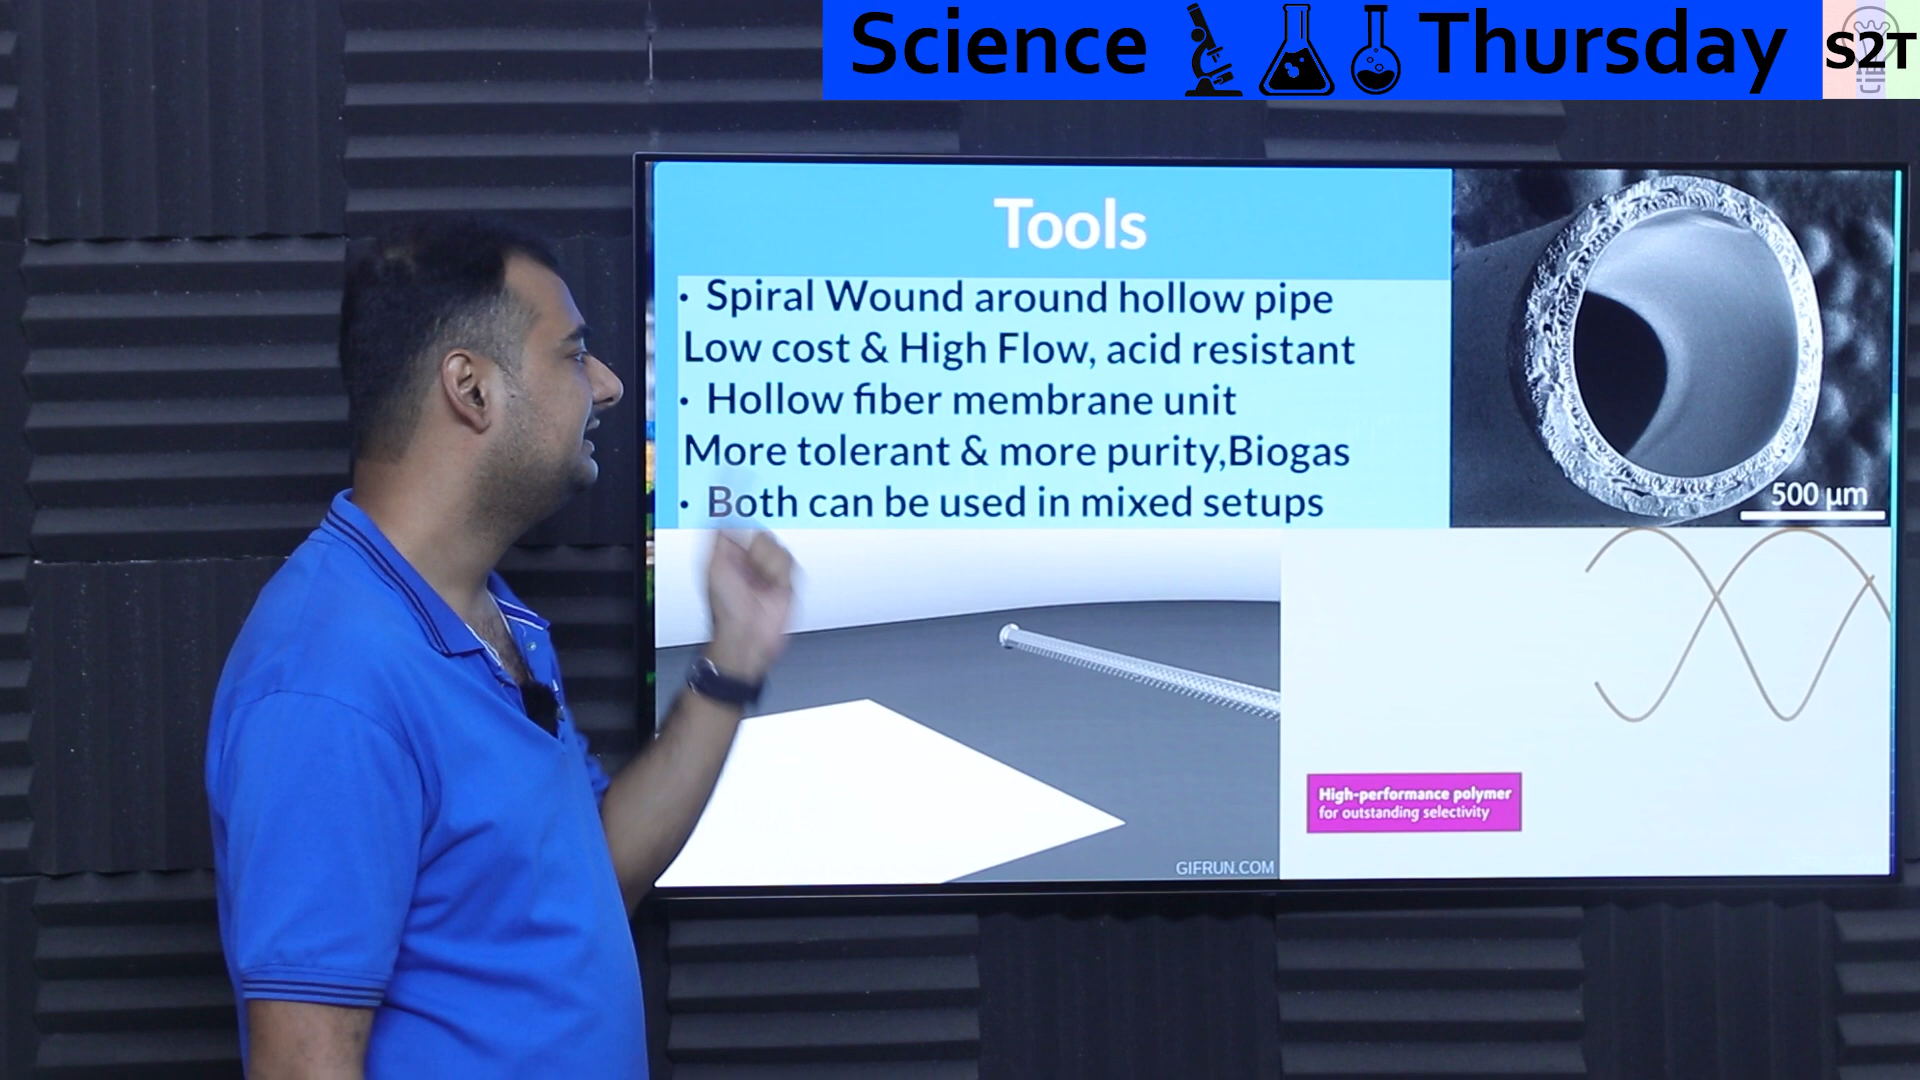 Science Thursday
S2T
Tools
• Spiral Wound around hollow pipe
Low cost & High Flow, acid resistant
• Hollow fiber membrane unit
More tolerant & more purity,Biogas
• Both can be used in mixed setups
500 µm
High-performance polymer
for outstanding selectivity
GIFRUN.COM